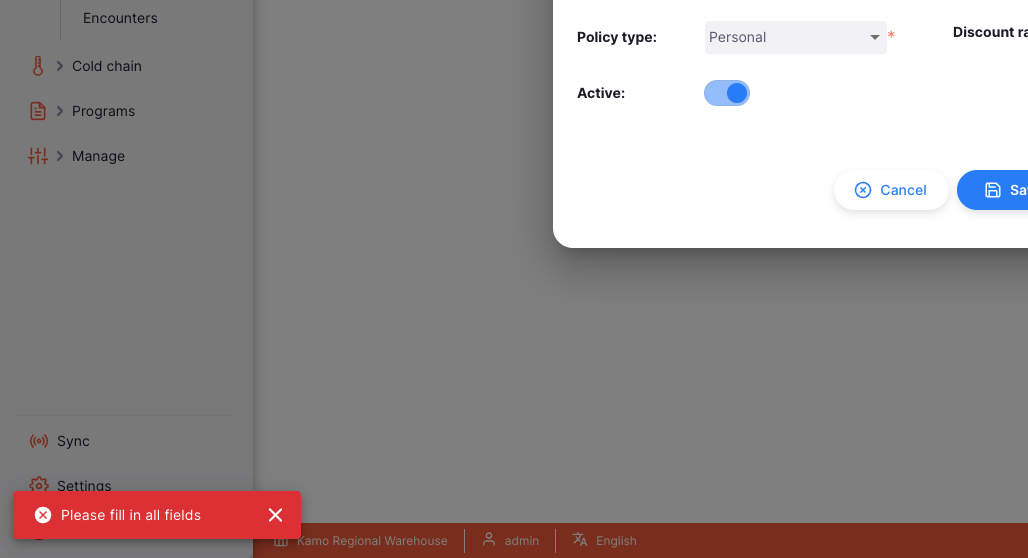 Encounters
Policy type:
Personal
*
Discount ra
Cold chain
Active:
Programs
Manage
Cancel
Sa
Sync
Settings
Please fill in all fields
Kamo Regional Warehouse
admin
English